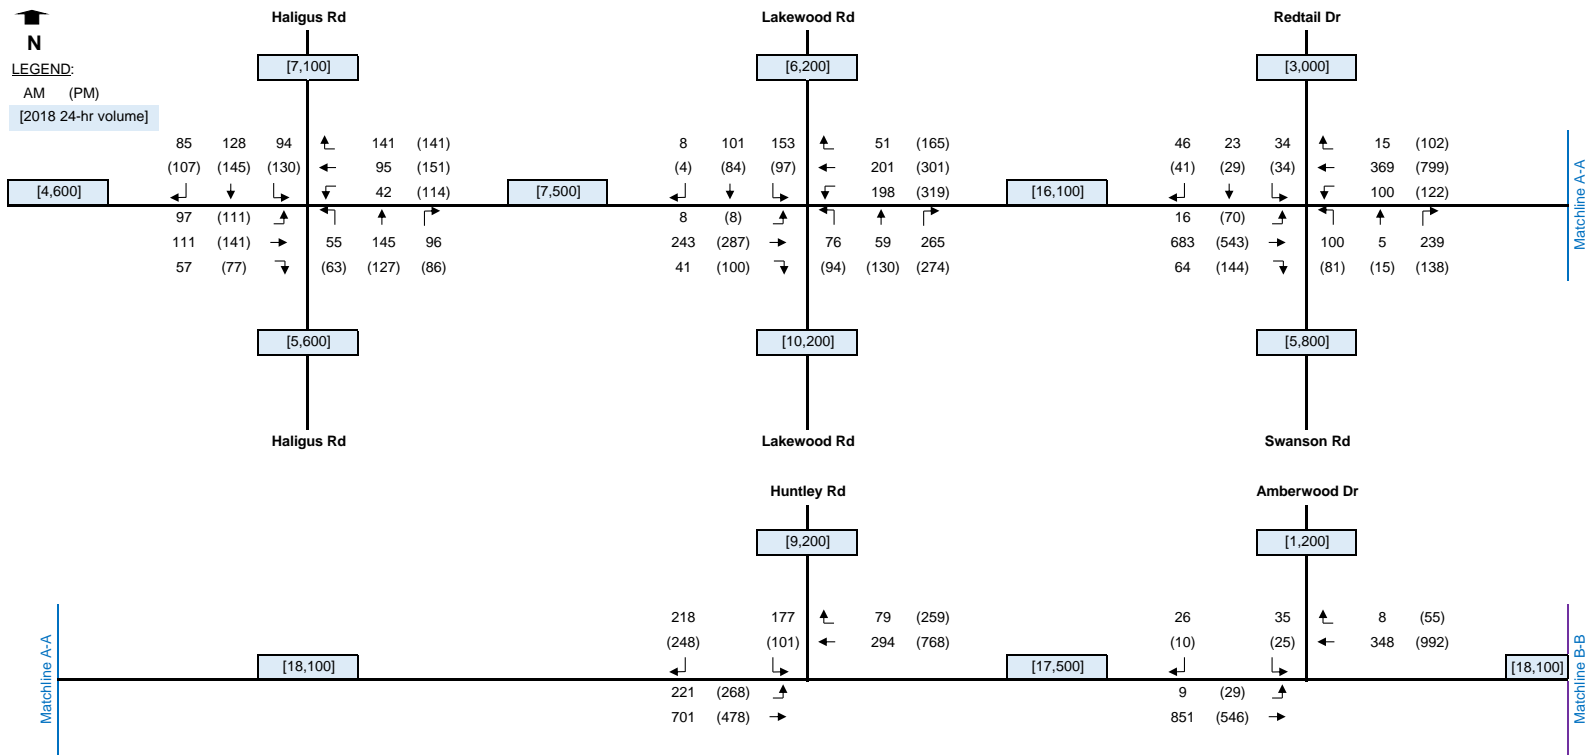 Haligus Rd Lakewood Rd Redtail Dr
N
[7,100] [6,200] [3,000]
LEGEND:
AM (PM)
[2018 24-hr volume]
85 128 94 141 (141) 8 101 153 51 (165) 46 23 34 15 (102)
(107) (145) (130) 95 (151) (4) (84) (97) 201 (301) (41) (29) (34) 369 (799)
[4,600] 42 (114) [7,500] 198 (319) [16,100] 100 (122)
Matchline A-A
97 (111) 8 (8) 16 (70)
111 (141) 55 145 96 243 (287) 76 59 265 683 (543) 100 5 239
57 (77) (63) (127) (86) 41 (100) (94) (130) (274) 64 (144) (81) (15) (138)
[5,600] [10,200] [5,800]
Haligus Rd Lakewood Rd Swanson Rd
Huntley Rd Amberwood Dr
[9,200] [1,200]
218 177 79 (259) 26 35 8 (55)
(248) (101) 294 (768) (10) (25) 348 (992)
Matchline A-A
[18,100] [17,500] [18,100]
Matchline B-B
221 (268) 9 (29)
701 (478) 851 (546)